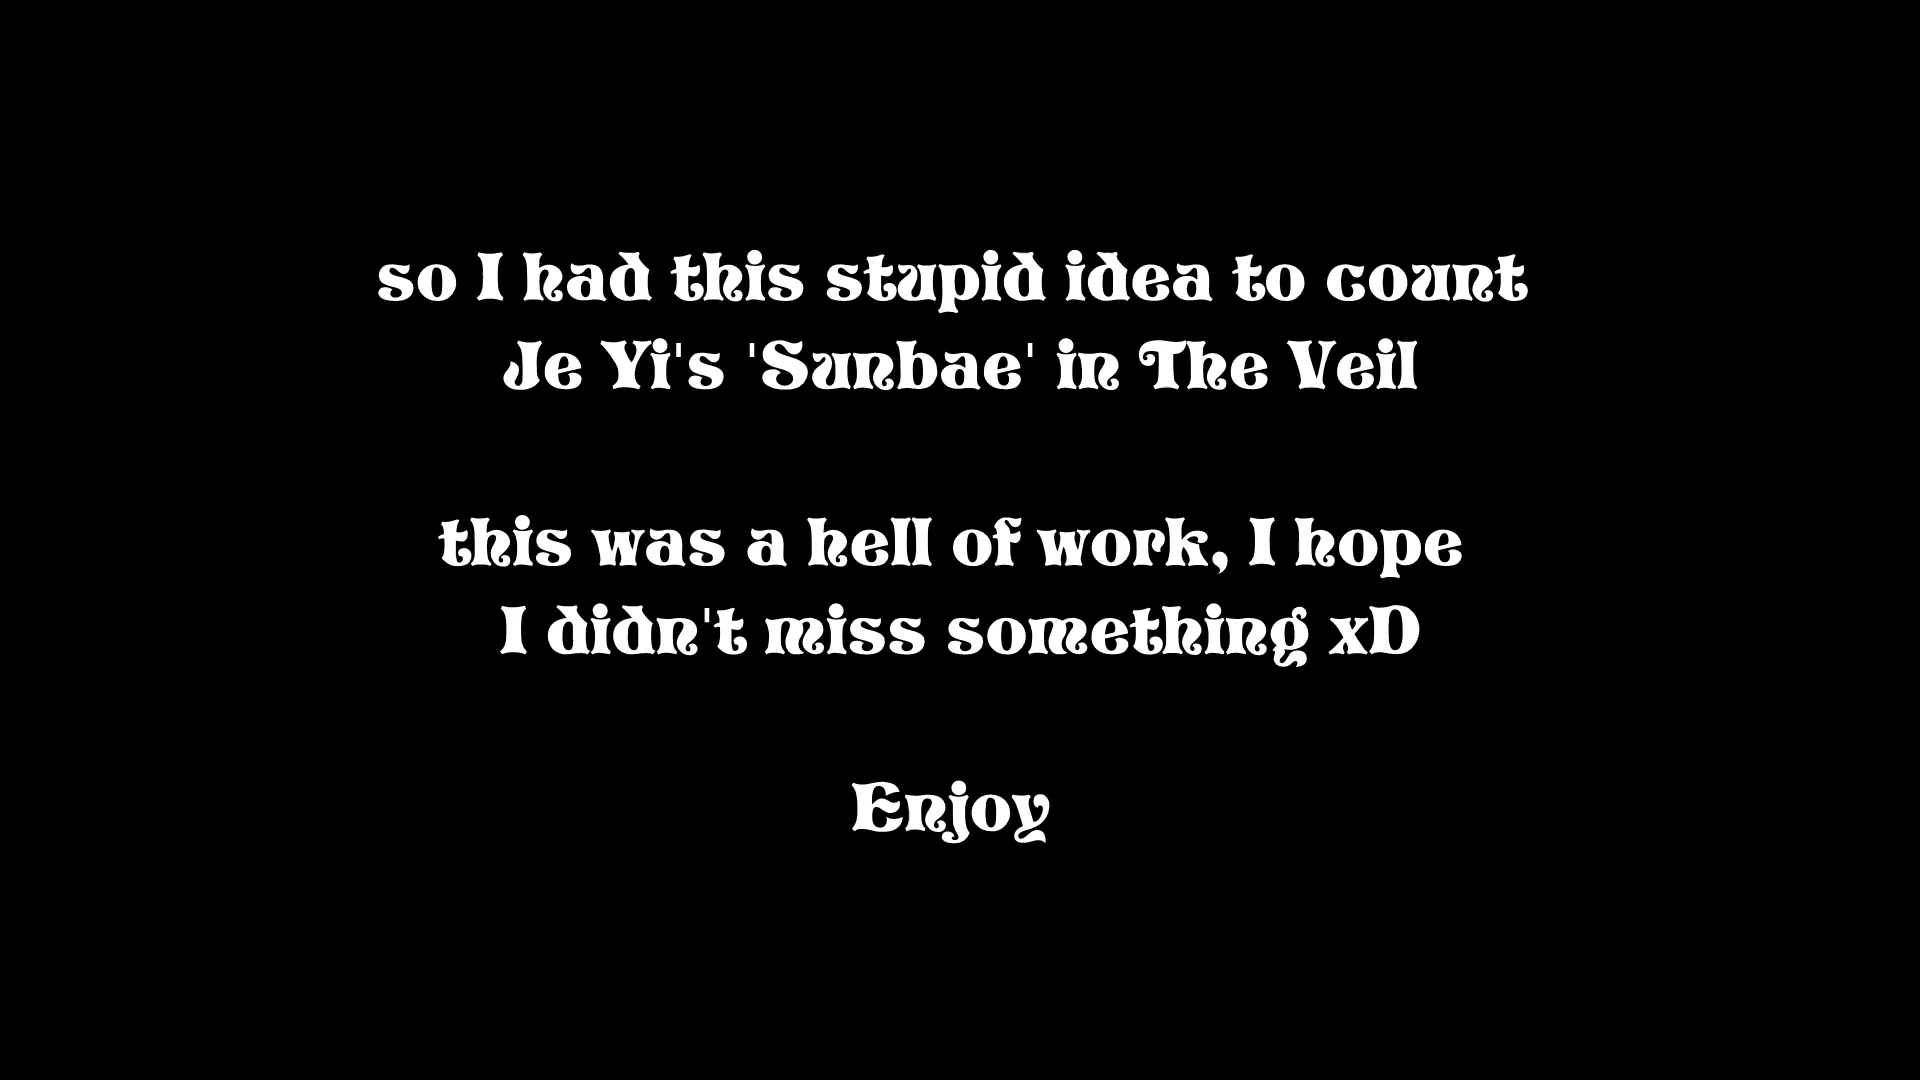 so I had this stupid idea to count
Je Yi's 'Sunbae' in The Veil
this was a hell of work, I hope
I didn't miss something xD
Enjoy